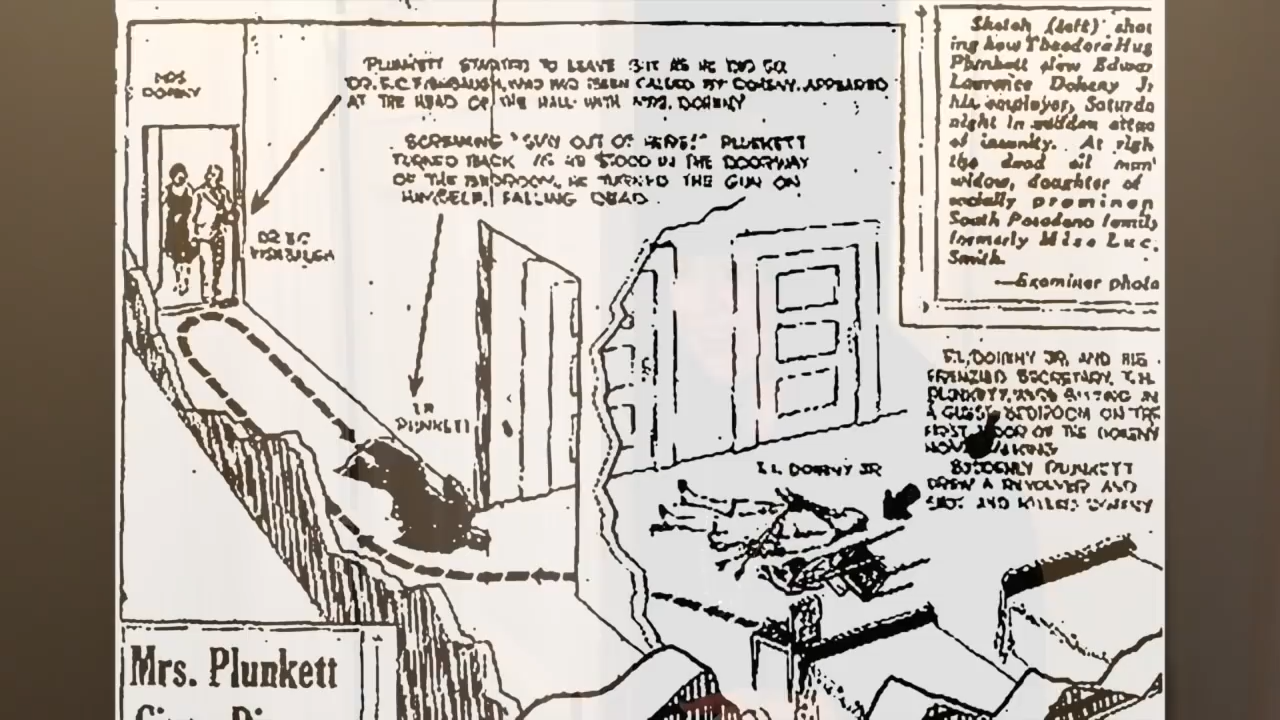 MRS
DOHENY
PLUNKETT STARTED TO LEAVE BUT AS HE DID SO
DR. E.C. FISHBAUGH, WHO HAD BEEN CALLED BY DOHENY, APPEARED
AT THE HEAD OF THE HALL WITH MRS. DOHENY
SCREAMING "GUY OUT OF HERE!" PLUNKETT
TURNED BACK AS HE STOOD IN THE DOORWAY
OF THE BEDROOM, HE TURNED THE GUN ON
HIMSELF, FALLING DEAD
DR E.C.
FISHBAUGH
PLUNKETT
E.L. DOHENY JR
Sketch (left) show
ing how Theodore Hug
Plunkett slew Edwar
Lawrence Doheny Jr
his employer, Saturda
night in sudden attac
of insanity. At righ
the dead oil man'
widow, daughter of
socially prominen
South Pasadena family
formerly Miss Luc
Smith.
—Examiner photo
E.L. DOHENY JR. AND HIS
FRENZIED SECRETARY, T.H.
PLUNKETT, WERE SITTING IN
A GUEST BEDROOM ON THE
FIRST FLOOR OF THE DOHENY
SUDDENLY PLUNKETT
DREW A REVOLVER AND
SHOT AND KILLED DOHENY
Mrs. Plunkett